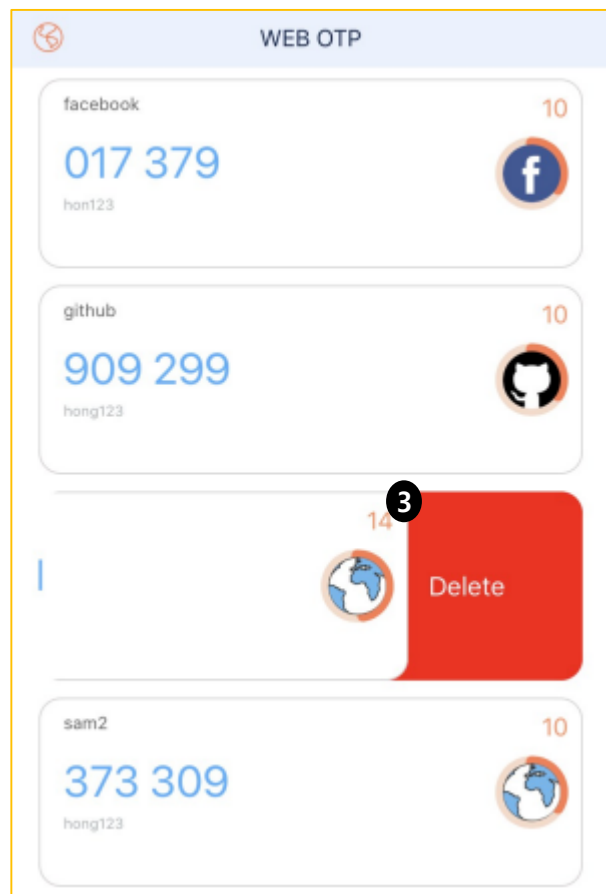 WEB OTP
facebook
10
017 379
hon123
github
10
909 299
hong123
3
14
Delete
sam2
10
373 309
hong123